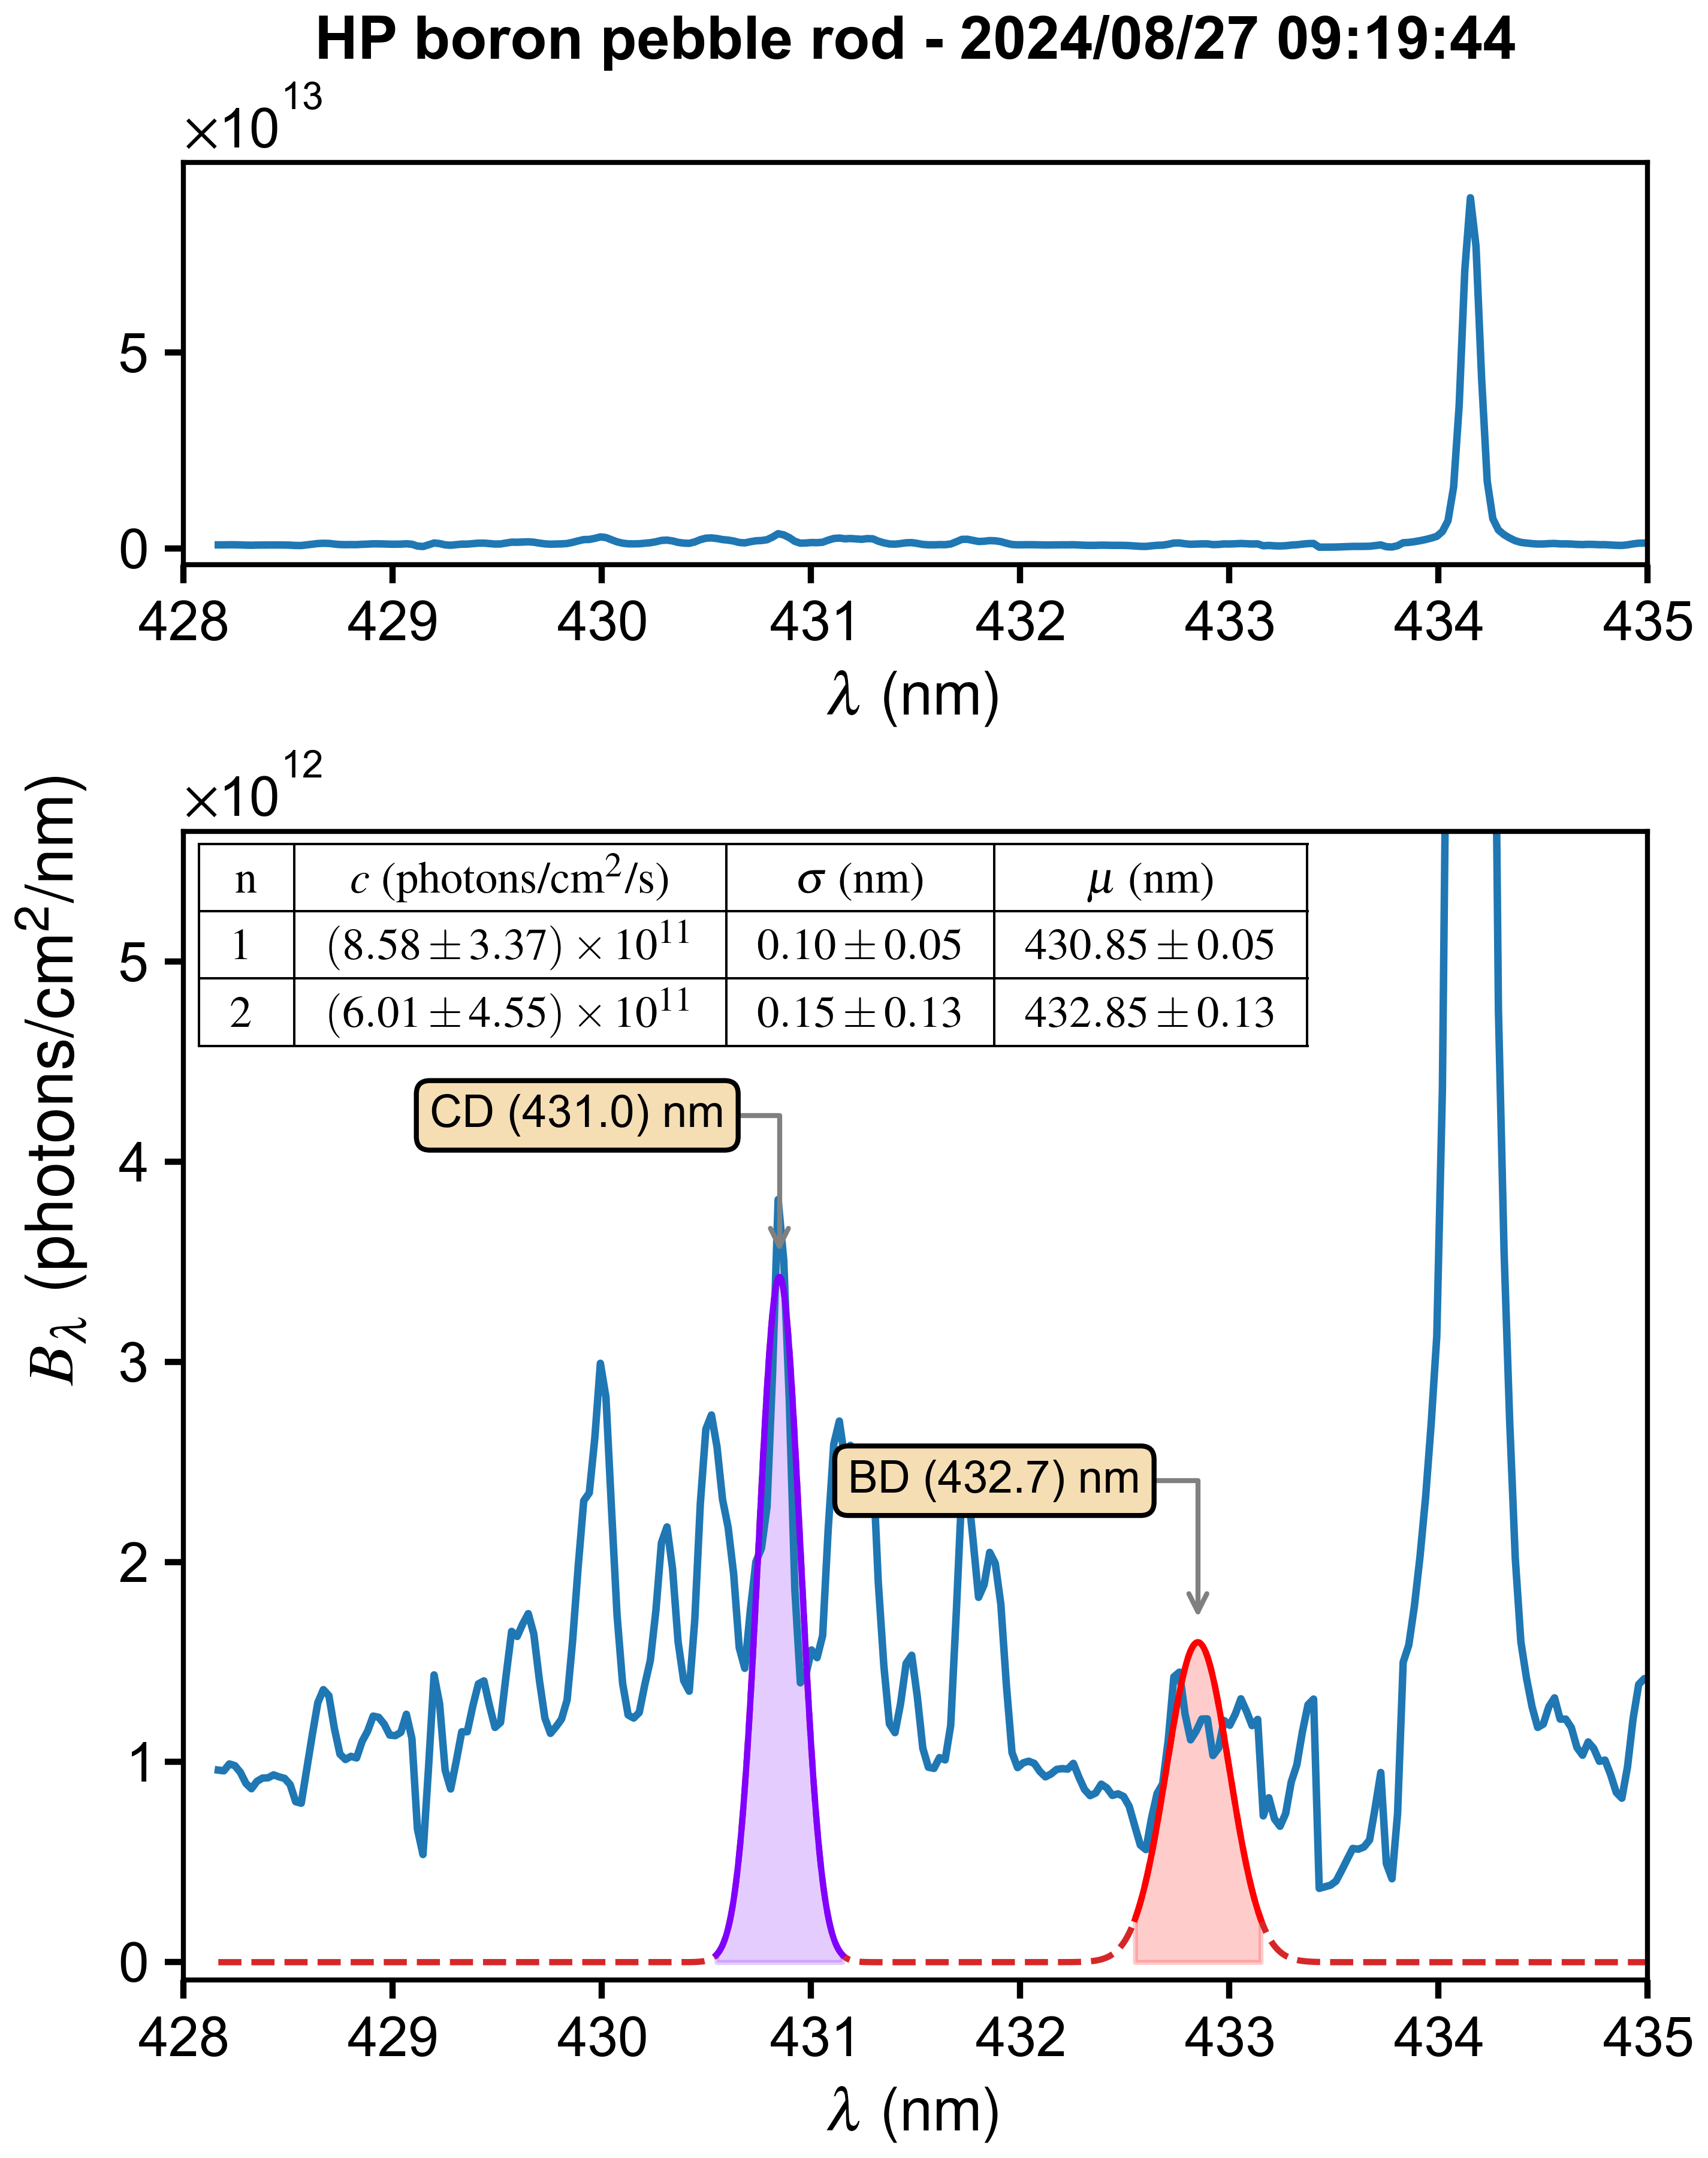 HP boron pebble rod - 2024/08/27 09:19:44
×10¹³
5
0
428 429 430 431 432 433 434 435
λ (nm)
×10¹²
B_λ (photons/cm²/nm)
n c (photons/cm²/s) σ (nm) μ (nm)
1 (8.58 ± 3.37) × 10¹¹ 0.10 ± 0.05 430.85 ± 0.05
2 (6.01 ± 4.55) × 10¹¹ 0.15 ± 0.13 432.85 ± 0.13
5
CD (431.0) nm
4
3
BD (432.7) nm
2
1
0
428 429 430 431 432 433 434 435
λ (nm)